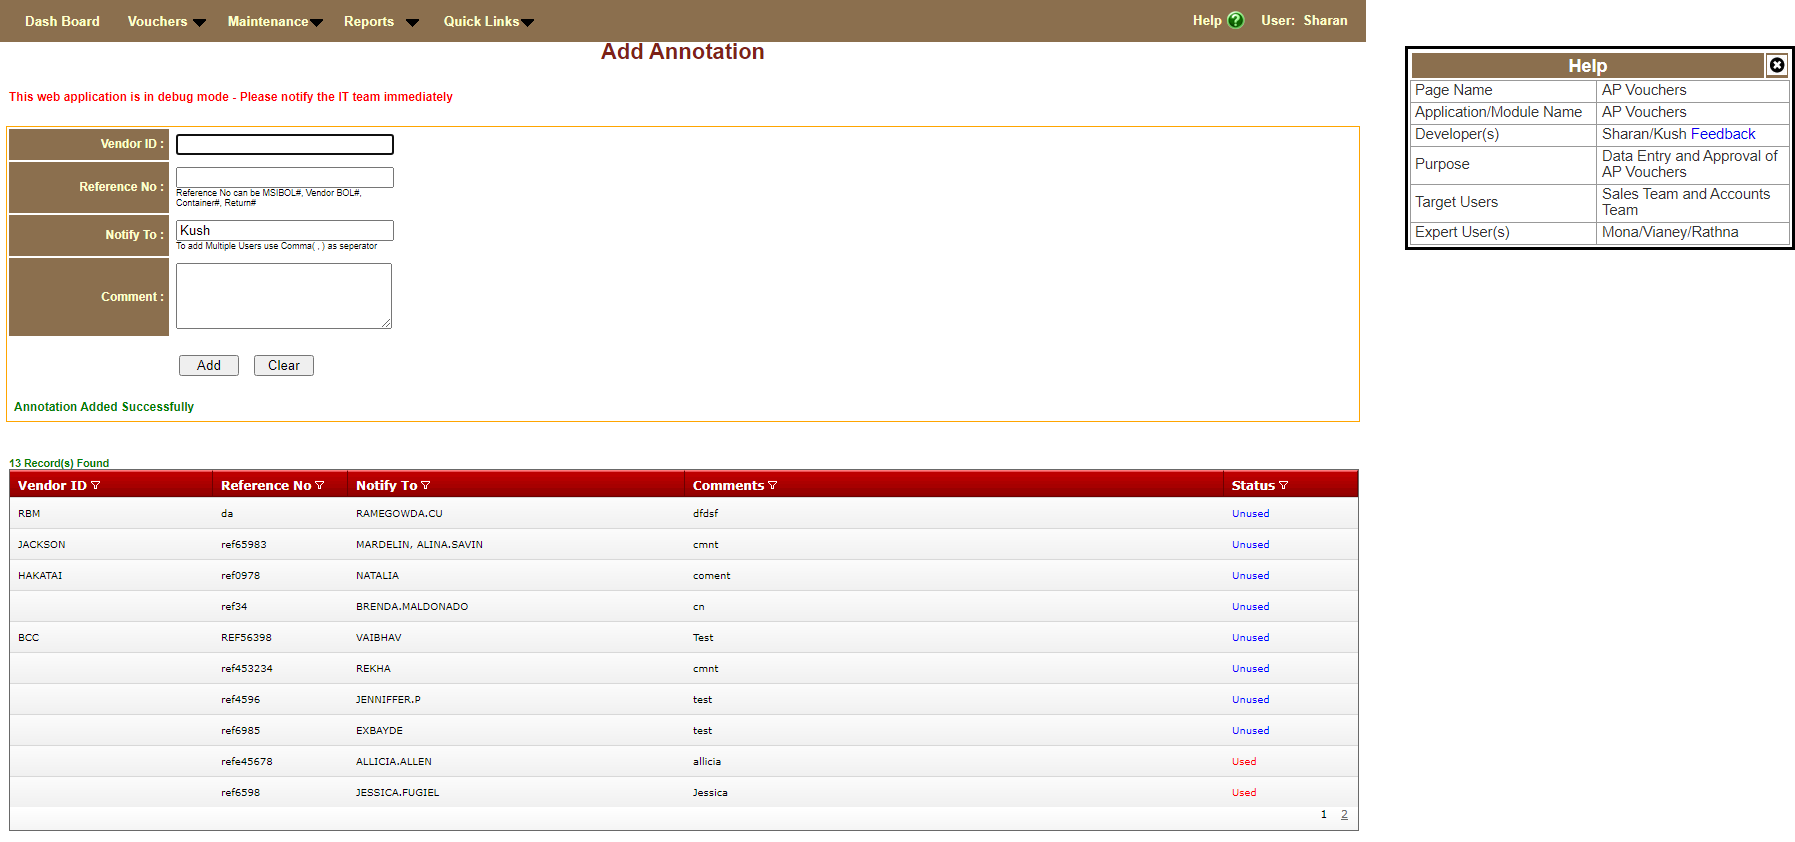 Dash Board Vouchers Maintenance Reports Quick Links Help User: Sharan
Add Annotation
This web application is in debug mode - Please notify the IT team immediately
Vendor ID :
Reference No :
Reference No can be MSIBOL#, Vendor BOL#,
Container#, Return#
Notify To : Kush
To add Multiple Users use Comma( , ) as seperator
Comment :
Add Clear
Annotation Added Successfully
13 Record(s) Found
Vendor ID Reference No Notify To Comments Status
RBM da RAMEGOWDA.CU dfdsf Unused
JACKSON ref65983 MARDELIN, ALINA.SAVIN cmnt Unused
HAKATAI ref0978 NATALIA coment Unused
ref34 BRENDA.MALDONADO cn Unused
BCC REF56398 VAIBHAV Test Unused
ref453234 REKHA cmnt Unused
ref4596 JENNIFFER.P test Unused
ref6985 EXBAYDE test Unused
refe45678 ALLICIA.ALLEN allicia Used
ref6598 JESSICA.FUGIEL Jessica Used
1 2
Help
Page Name AP Vouchers
Application/Module Name AP Vouchers
Developer(s) Sharan/Kush Feedback
Purpose Data Entry and Approval of
AP Vouchers
Target Users Sales Team and Accounts
Team
Expert User(s) Mona/Vianey/Rathna